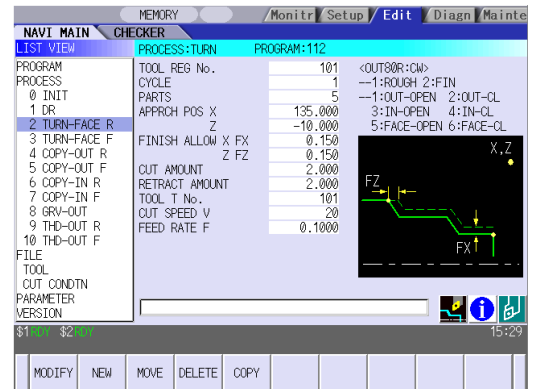 MEMORY Monitr Setup Edit Diagn Mainte
NAVI MAIN CHECKER
LIST VIEW PROCESS:TURN PROGRAM:112
PROGRAM
PROCESS
0 INIT
1 DR
2 TURN-FACE R
3 TURN-FACE F
4 COPY-OUT R
5 COPY-OUT F
6 COPY-IN R
7 COPY-IN F
8 GRV-OUT
9 THD-OUT R
10 THD-OUT F
FILE
TOOL
CUT CONDTN
PARAMETER
VERSION
TOOL REG No. 101
CYCLE 1
PARTS 5
APPRCH POS X 135.000
Z -10.000
FINISH ALLOW X FX 0.150
Z FZ 0.150
CUT AMOUNT 2.000
RETRACT AMOUNT 2.000
TOOL T No. 101
CUT SPEED V 20
FEED RATE F 0.1000
<OUT80R:CW>
--1:ROUGH 2:FIN
--1:OUT-OPEN 2:OUT-CL
3:IN-OPEN 4:IN-CL
5:FACE-OPEN 6:FACE-CL
X,Z
FZ
FX
$1 RDY $2 RDY 15:29
MODIFY NEW MOVE DELETE COPY